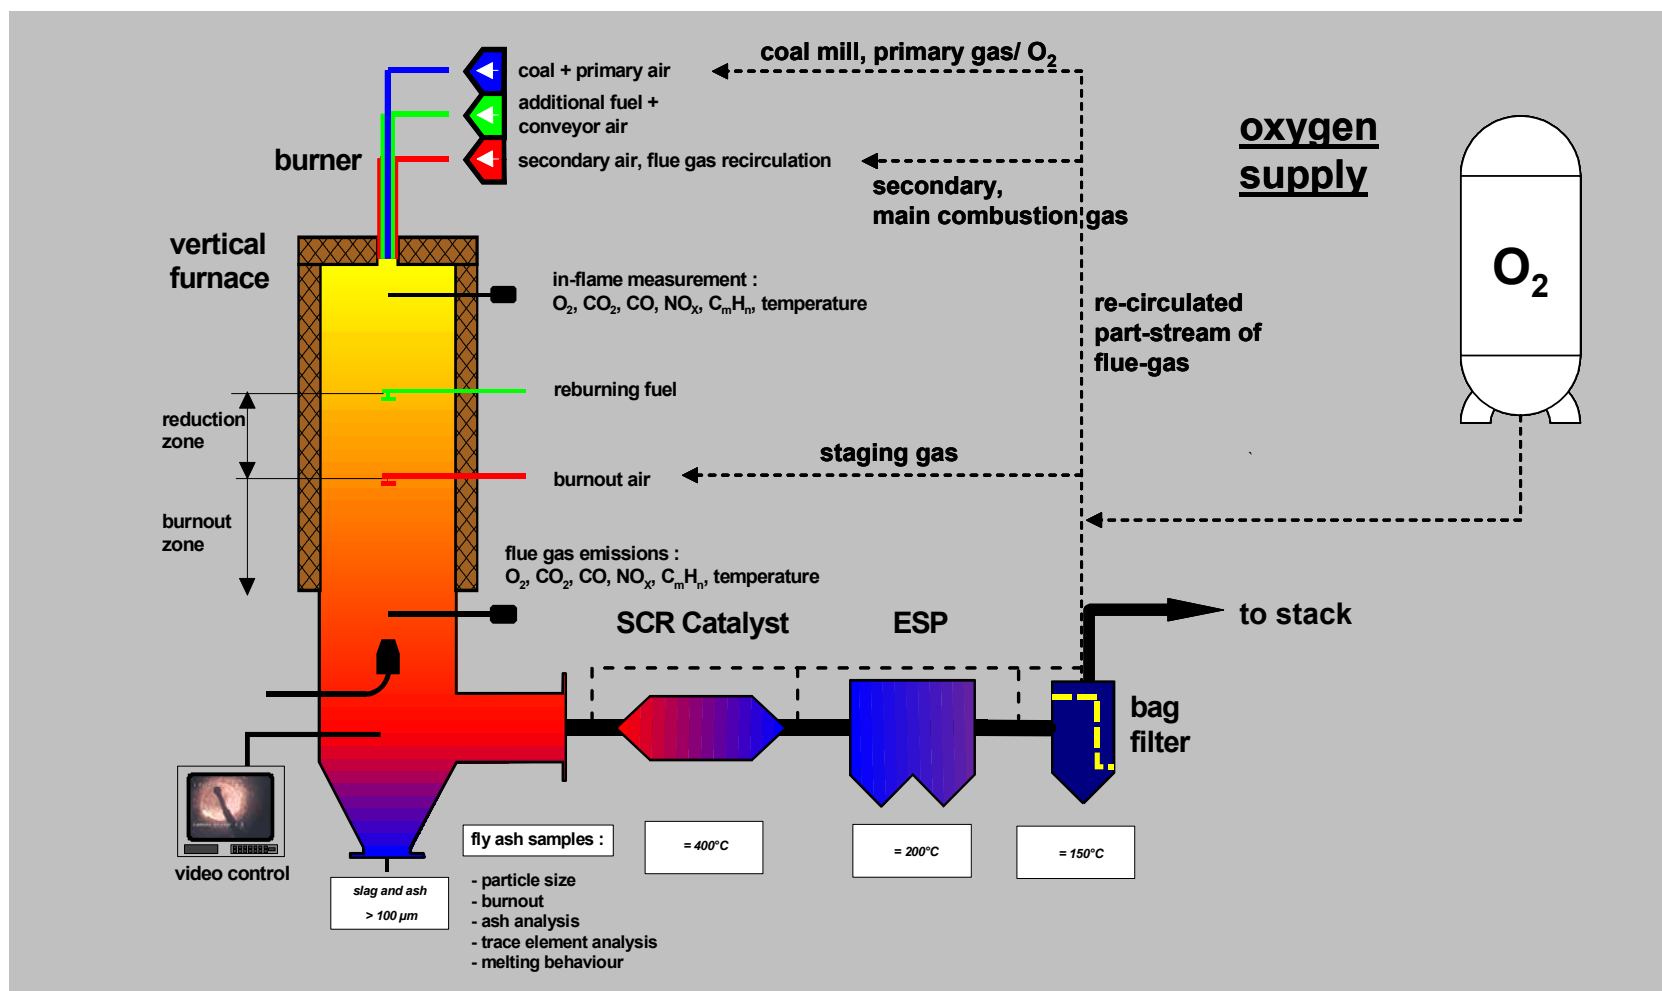 coal mill, primary gas/ O₂
coal + primary air
additional fuel +
conveyor air
burner
secondary air, flue gas recirculation
secondary,
main combustion gas
oxygen
supply
O₂
vertical
furnace
in-flame measurement :
O₂, CO₂, CO, NOₓ, CₘHₙ, temperature
re-circulated
part-stream of
flue-gas
reburning fuel
reduction
zone
staging gas
burnout air
burnout
zone
flue gas emissions :
O₂, CO₂, CO, NOₓ, CₘHₙ, temperature
SCR Catalyst
ESP
to stack
bag
filter
video control
slag and ash
> 100 µm
fly ash samples :
- particle size
- burnout
- ash analysis
- trace element analysis
- melting behaviour
= 400°C
= 200°C
= 150°C